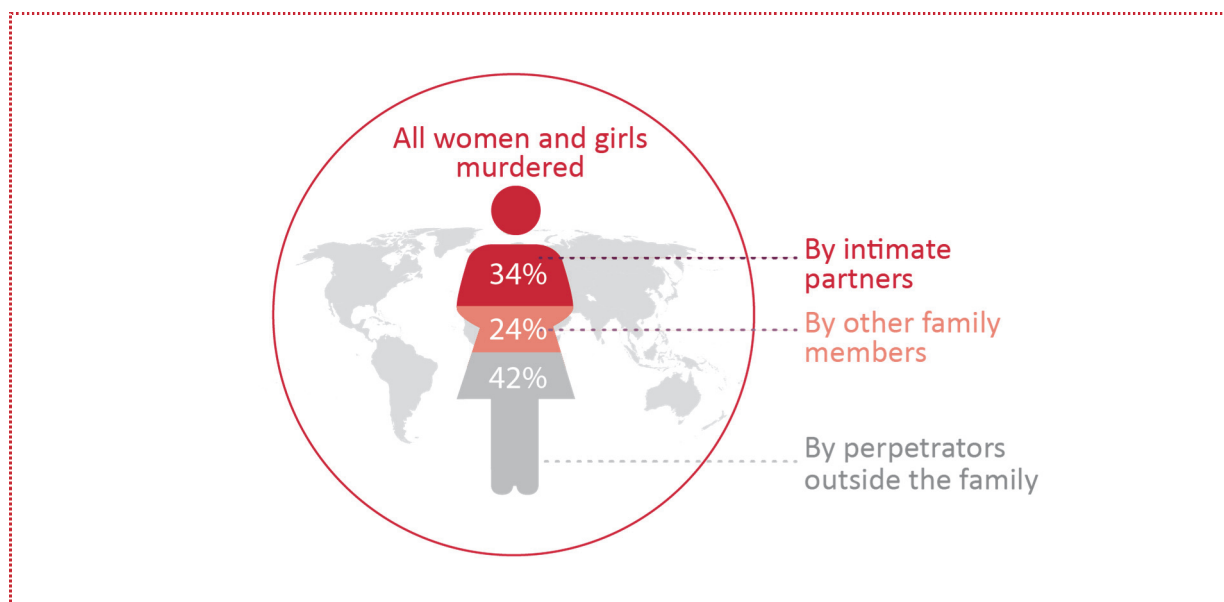 All women and girls
murdered
34%
By intimate
partners
24%
By other family
members
42%
By perpetrators
outside the family